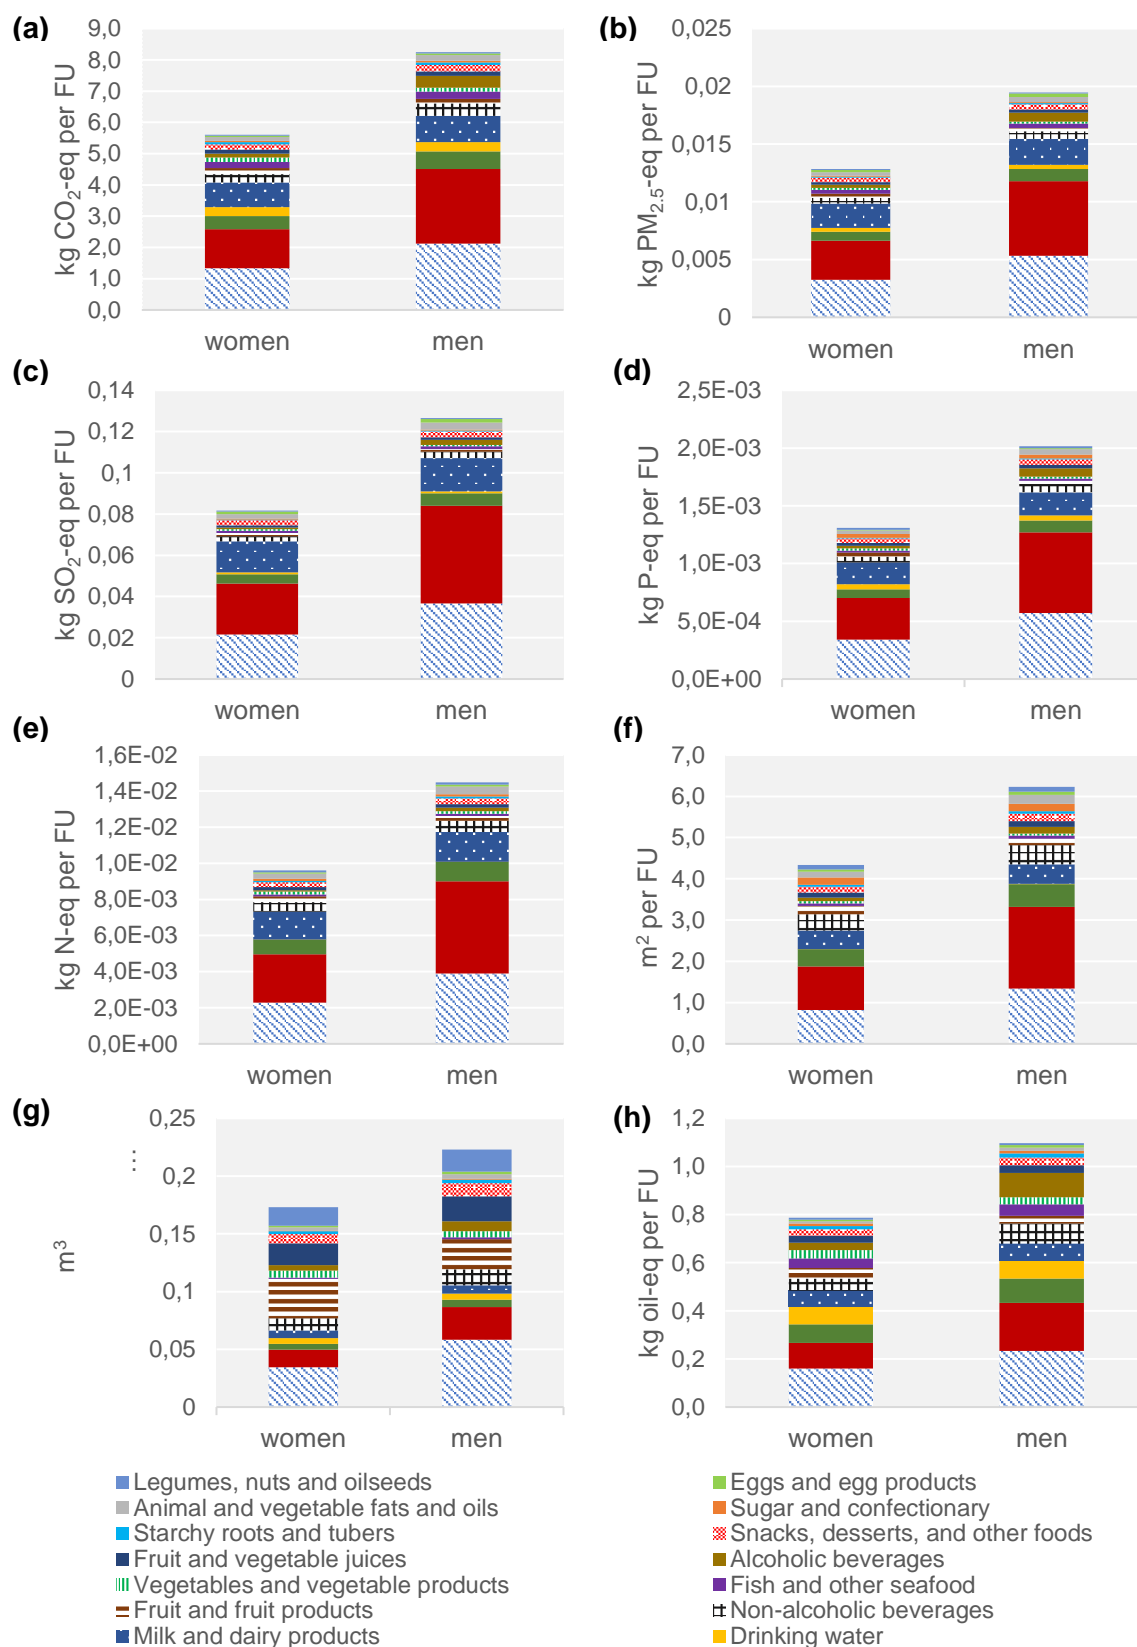 (a)
9,0
8,0
7,0
6,0
5,0
4,0
3,0
2,0
1,0
0,0
kg CO2-eq per FU
women men
(b)
0,025
0,02
0,015
0,01
0,005
0
kg PM2.5-eq per FU
women men
(c)
0,14
0,12
0,1
0,08
0,06
0,04
0,02
0
kg SO2-eq per FU
women men
(d)
2,5E-03
2,0E-03
1,5E-03
1,0E-03
5,0E-04
0,0E+00
kg P-eq per FU
women men
(e)
1,6E-02
1,4E-02
1,2E-02
1,0E-02
8,0E-03
6,0E-03
4,0E-03
2,0E-03
0,0E+00
kg N-eq per FU
women men
(f)
7,0
6,0
5,0
4,0
3,0
2,0
1,0
0,0
m2 per FU
women men
(g)
0,25
0,2
0,15
0,1
0,05
0
m3
…
women men
(h)
1,2
1,0
0,8
0,6
0,4
0,2
0,0
kg oil-eq per FU
women men
Legumes, nuts and oilseeds
Eggs and egg products
Animal and vegetable fats and oils
Sugar and confectionary
Starchy roots and tubers
Snacks, desserts, and other foods
Fruit and vegetable juices
Alcoholic beverages
Vegetables and vegetable products
Fish and other seafood
Fruit and fruit products
Non-alcoholic beverages
Milk and dairy products
Drinking water